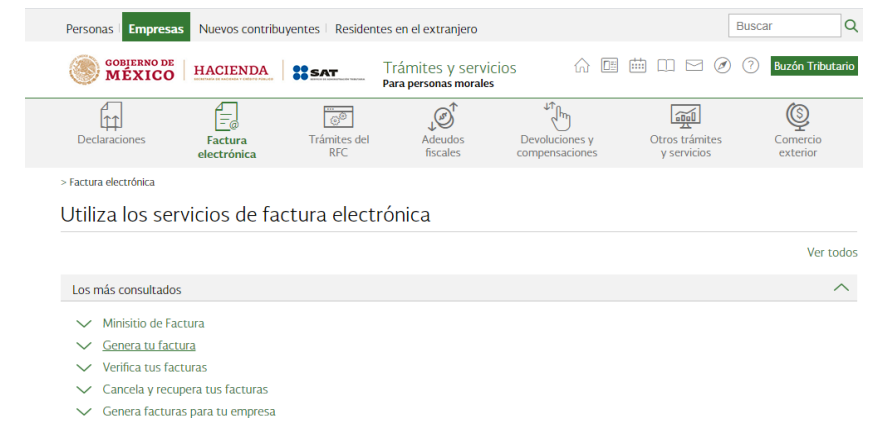 Personas Empresas Nuevos contribuyentes Residentes en el extranjero Buscar
GOBIERNO DE
MÉXICO
HACIENDA
SAT
Trámites y servicios
Para personas morales
Buzón Tributario
Declaraciones
Factura
electrónica
Trámites del
RFC
Adeudos
fiscales
Devoluciones y
compensaciones
Otros trámites
y servicios
Comercio
exterior
> Factura electrónica
Utiliza los servicios de factura electrónica
Ver todos
Los más consultados
Minisitio de Factura
Genera tu factura
Verifica tus facturas
Cancela y recupera tus facturas
Genera facturas para tu empresa